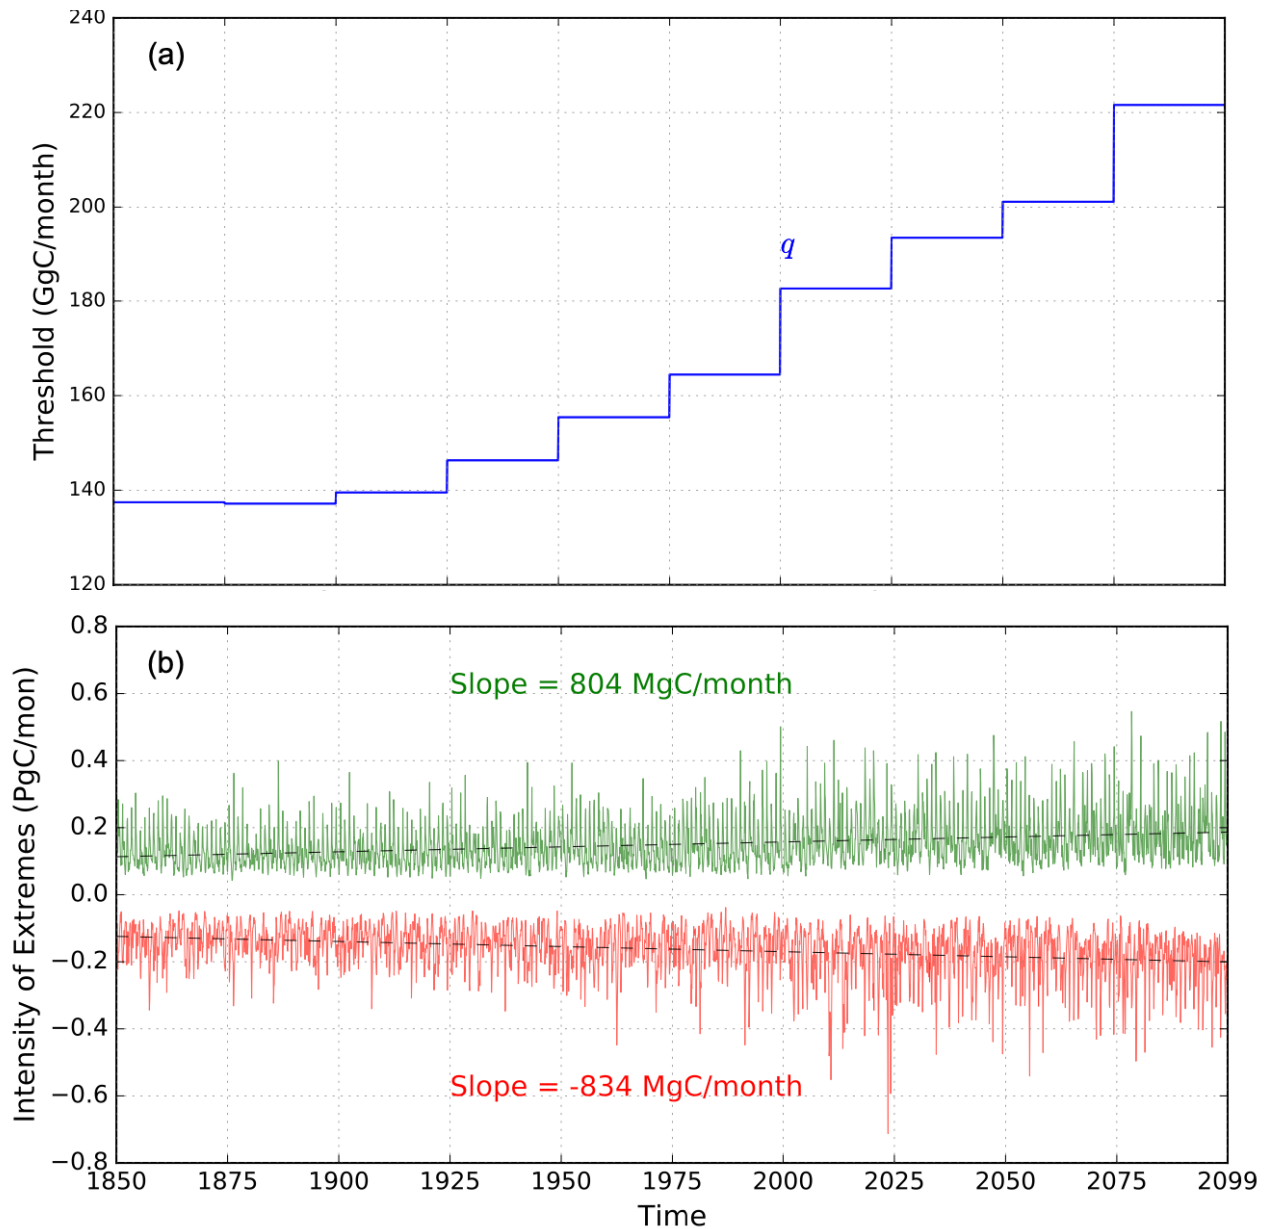 240
(a)
220
200
180
160
140
120
Threshold (GgC/month)
q
0.8
(b)
Slope = 804 MgC/month
0.6
0.4
0.2
0.0
−0.2
−0.4
−0.6
−0.8
Intensity of Extremes (PgC/mon)
Slope = -834 MgC/month
1850 1875 1900 1925 1950 1975 2000 2025 2050 2075 2099
Time